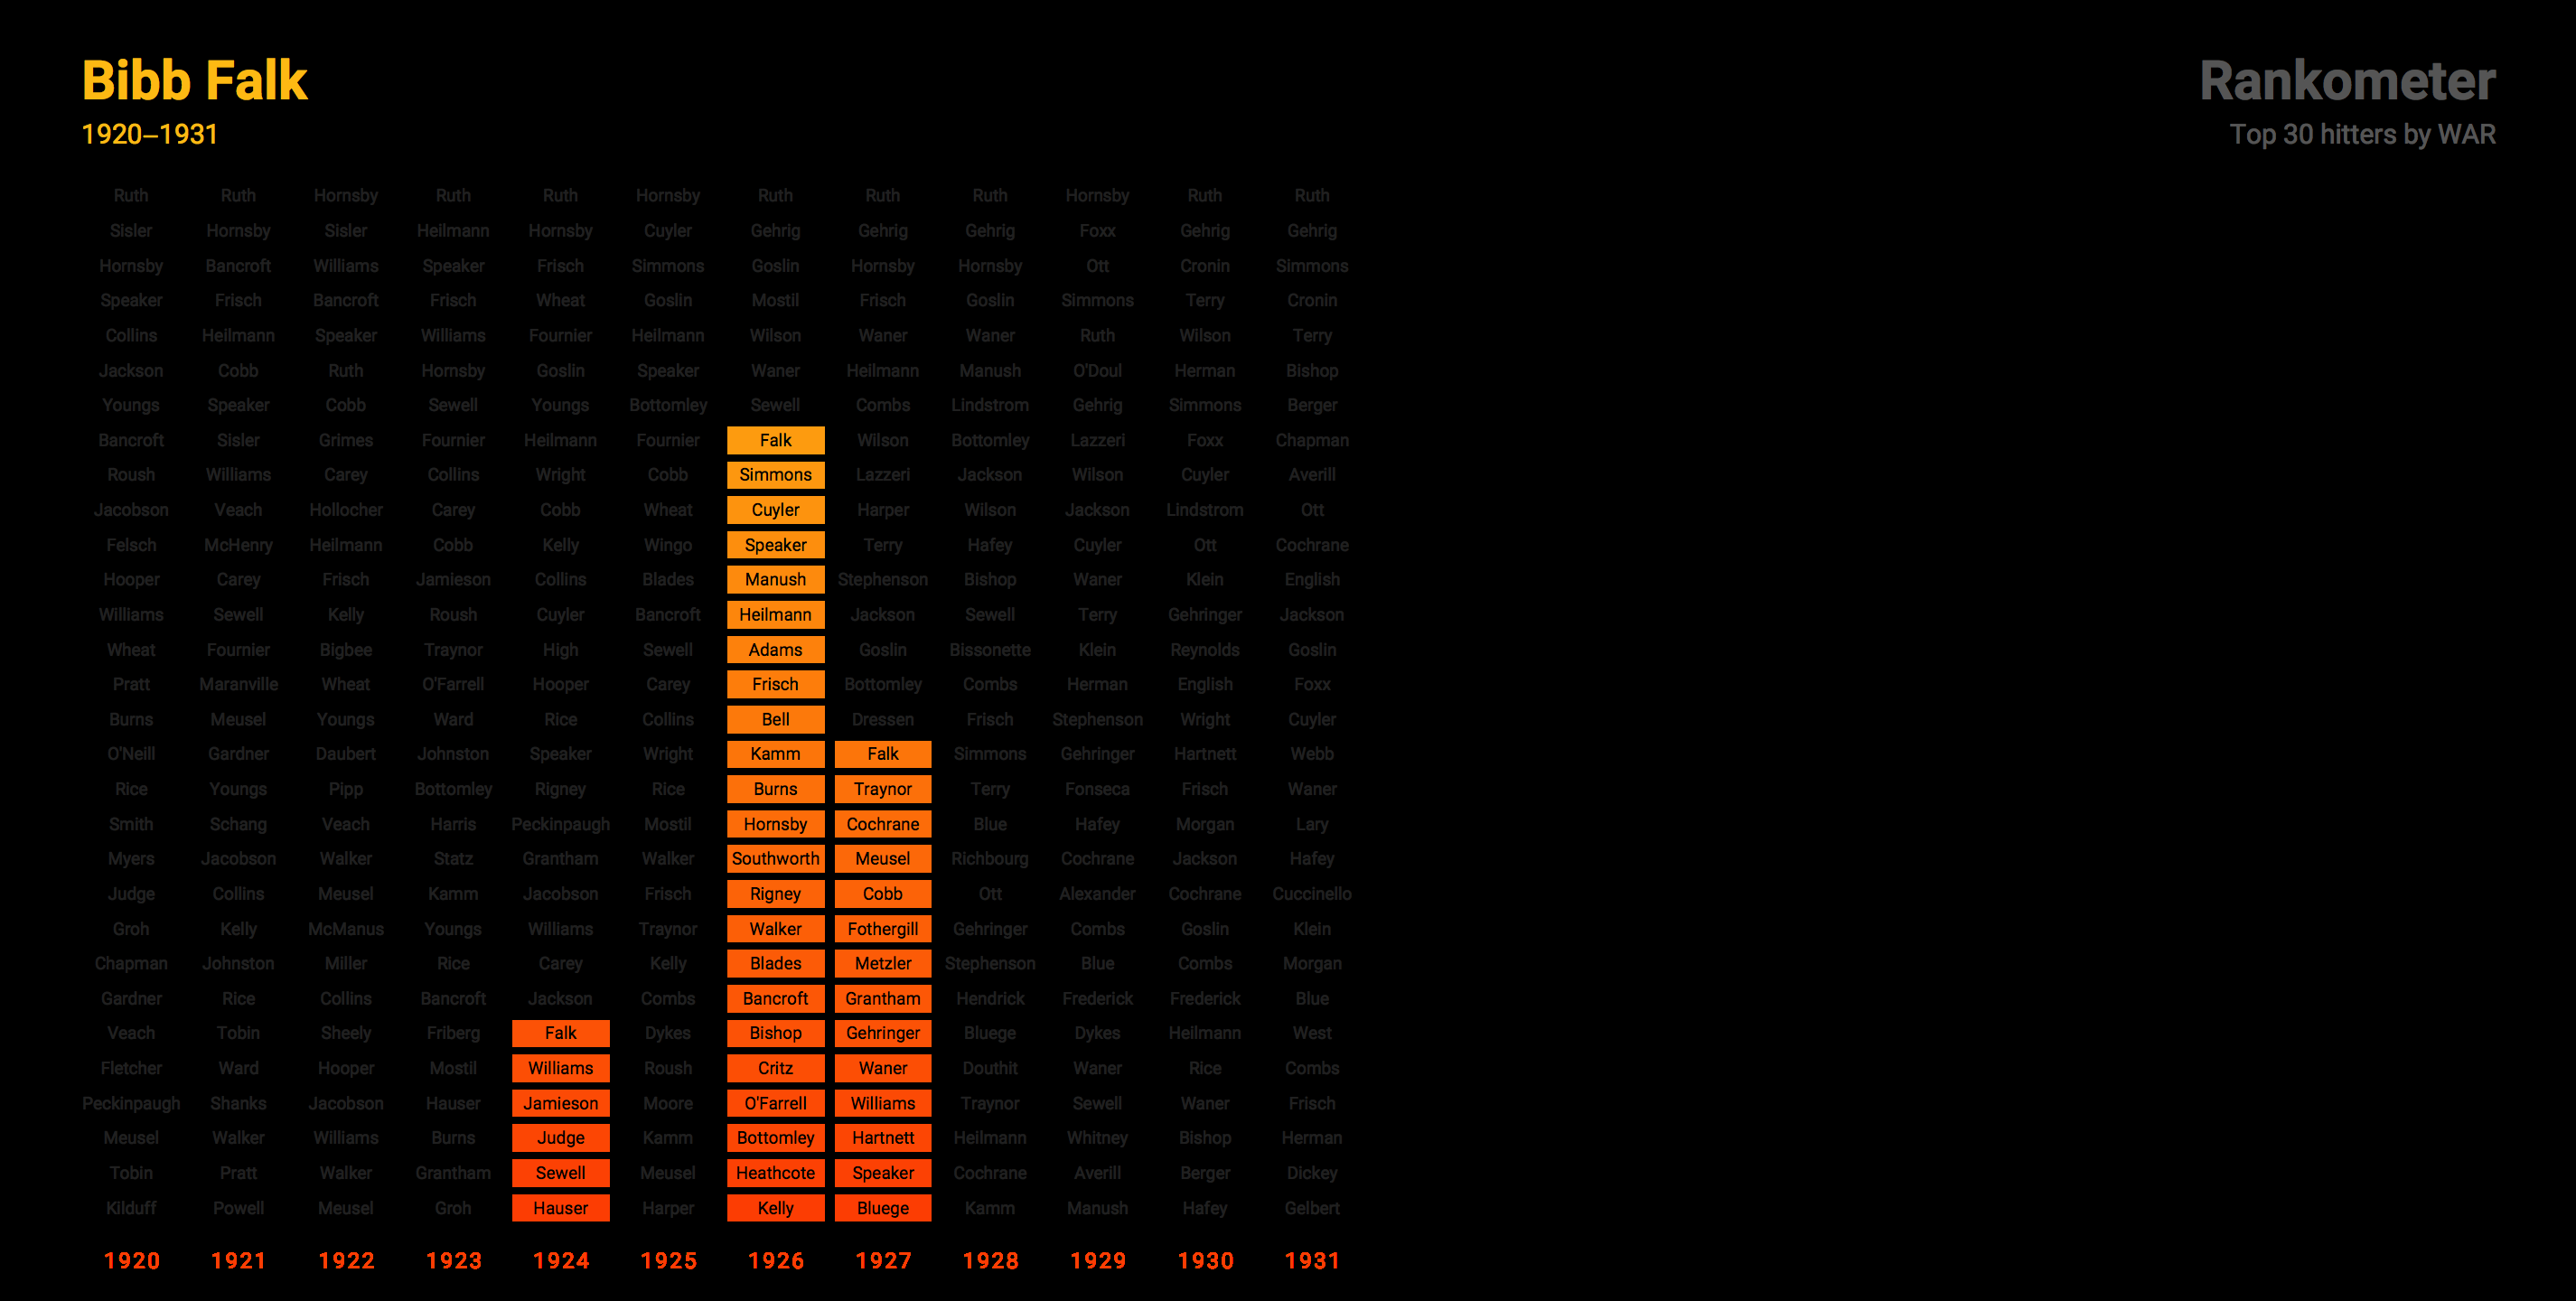 Bibb Falk
1920–1931
Rankometer
Top 30 hitters by WAR
Ruth Ruth Hornsby Ruth Ruth Hornsby Ruth Ruth Ruth Hornsby Ruth Ruth
Sisler Hornsby Sisler Heilmann Hornsby Cuyler Gehrig Gehrig Gehrig Foxx Gehrig Gehrig
Hornsby Bancroft Williams Speaker Frisch Simmons Goslin Hornsby Hornsby Ott Cronin Simmons
Speaker Frisch Bancroft Frisch Wheat Goslin Mostil Frisch Goslin Simmons Terry Cronin
Collins Heilmann Speaker Williams Fournier Heilmann Wilson Waner Waner Ruth Wilson Terry
Jackson Cobb Ruth Hornsby Goslin Speaker Waner Heilmann Manush O'Doul Herman Bishop
Youngs Speaker Cobb Sewell Youngs Bottomley Sewell Combs Lindstrom Gehrig Simmons Berger
Bancroft Sisler Grimes Fournier Heilmann Fournier Falk Wilson Bottomley Lazzeri Foxx Chapman
Roush Williams Carey Collins Wright Cobb Simmons Lazzeri Jackson Wilson Cuyler Averill
Jacobson Veach Hollocher Carey Cobb Wheat Cuyler Harper Wilson Jackson Lindstrom Ott
Felsch McHenry Heilmann Cobb Kelly Wingo Speaker Terry Hafey Cuyler Ott Cochrane
Hooper Carey Frisch Jamieson Collins Blades Manush Stephenson Bishop Waner Klein English
Williams Sewell Kelly Roush Cuyler Bancroft Heilmann Jackson Sewell Terry Gehringer Jackson
Wheat Fournier Bigbee Traynor High Sewell Adams Goslin Bissonette Klein Reynolds Goslin
Pratt Maranville Wheat O'Farrell Hooper Carey Frisch Bottomley Combs Herman English Foxx
Burns Meusel Youngs Ward Rice Collins Bell Dressen Frisch Stephenson Wright Cuyler
O'Neill Gardner Daubert Johnston Speaker Wright Kamm Falk Simmons Gehringer Hartnett Webb
Rice Youngs Pipp Bottomley Rigney Rice Burns Traynor Terry Fonseca Frisch Waner
Smith Schang Veach Harris Peckinpaugh Mostil Hornsby Cochrane Blue Hafey Morgan Lary
Myers Jacobson Walker Statz Grantham Walker Southworth Meusel Richbourg Cochrane Jackson Hafey
Judge Collins Meusel Kamm Jacobson Frisch Rigney Cobb Ott Alexander Cochrane Cuccinello
Groh Kelly McManus Youngs Williams Traynor Walker Fothergill Gehringer Combs Goslin Klein
Chapman Johnston Miller Rice Carey Kelly Blades Metzler Stephenson Blue Combs Morgan
Gardner Rice Collins Bancroft Jackson Combs Bancroft Grantham Hendrick Frederick Frederick Blue
Veach Tobin Sheely Friberg Falk Dykes Bishop Gehringer Bluege Dykes Heilmann West
Fletcher Ward Hooper Mostil Williams Roush Critz Waner Douthit Waner Rice Combs
Peckinpaugh Shanks Jacobson Hauser Jamieson Moore O'Farrell Williams Traynor Sewell Waner Frisch
Meusel Walker Williams Burns Judge Kamm Bottomley Hartnett Heilmann Whitney Bishop Herman
Tobin Pratt Walker Grantham Sewell Meusel Heathcote Speaker Cochrane Averill Berger Dickey
Kilduff Powell Meusel Groh Hauser Harper Kelly Bluege Kamm Manush Hafey Gelbert
1920 1921 1922 1923 1924 1925 1926 1927 1928 1929 1930 1931